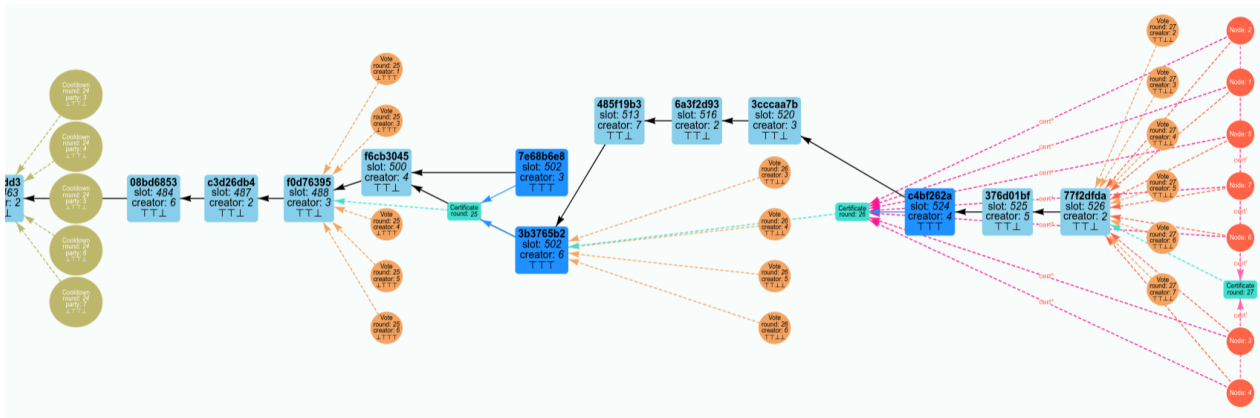 Cooldown
round: 24
party: 3
⊥⊤⊤⊥
Cooldown
round: 24
party: 4
⊥⊤⊤⊥
Cooldown
round: 24
party: 5
⊥⊤⊤⊥
Cooldown
round: 24
party: 6
⊥⊤⊤⊥
Cooldown
round: 24
party: 7
⊥⊤⊤⊥
dd3
463
: 2
⊥
08bd6853
slot: 484
creator: 6
⊤⊤⊥
c3d26db4
slot: 487
creator: 2
⊤⊤⊥
f0d76395
slot: 488
creator: 3
⊤⊤⊥
Vote
round: 25
creator: 1
⊥⊤⊤⊤
Vote
round: 25
creator: 3
⊥⊤⊤⊤
f6cb3045
slot: 500
creator: 4
⊤⊤⊥
Vote
round: 25
creator: 4
⊥⊤⊤⊤
Vote
round: 25
creator: 5
⊥⊤⊤⊤
Vote
round: 25
creator: 6
⊥⊤⊤⊤
Certificate
round: 25
7e68b6e8
slot: 502
creator: 3
⊤⊤⊤
3b3765b2
slot: 502
creator: 6
⊤⊤⊤
485f19b3
slot: 513
creator: 7
⊤⊤⊥
6a3f2d93
slot: 516
creator: 2
⊤⊤⊥
3cccaa7b
slot: 520
creator: 3
⊤⊤⊥
Vote
round: 26
creator: 3
⊤⊤⊥⊥
Vote
round: 26
creator: 4
⊤⊤⊥⊥
Vote
round: 26
creator: 5
⊤⊤⊥⊥
Vote
round: 26
creator: 6
⊤⊤⊥⊥
Certificate
round: 26
c4bf262a
slot: 524
creator: 4
⊤⊤⊤
376d01bf
slot: 525
creator: 5
⊤⊤⊥
77f2dfda
slot: 526
creator: 2
⊤⊤⊥
cert'
cert*
cert*
cert*
cert*
cert*
Vote
round: 27
creator: 2
⊤⊤⊥⊥
Vote
round: 27
creator: 3
⊤⊤⊥⊥
Vote
round: 27
creator: 4
⊤⊤⊥⊥
Vote
round: 27
⊤⊤⊥⊥
Vote
round: 27
creator: 6
⊤⊤⊥⊥
Vote
round: 27
creator: 7
⊤⊤⊥⊥
Node: 2
Node: 1
Node: 5
Node: 7
Node: 6
cert'
Certificate
round: 27
cert'
Node: 3
Node: 4